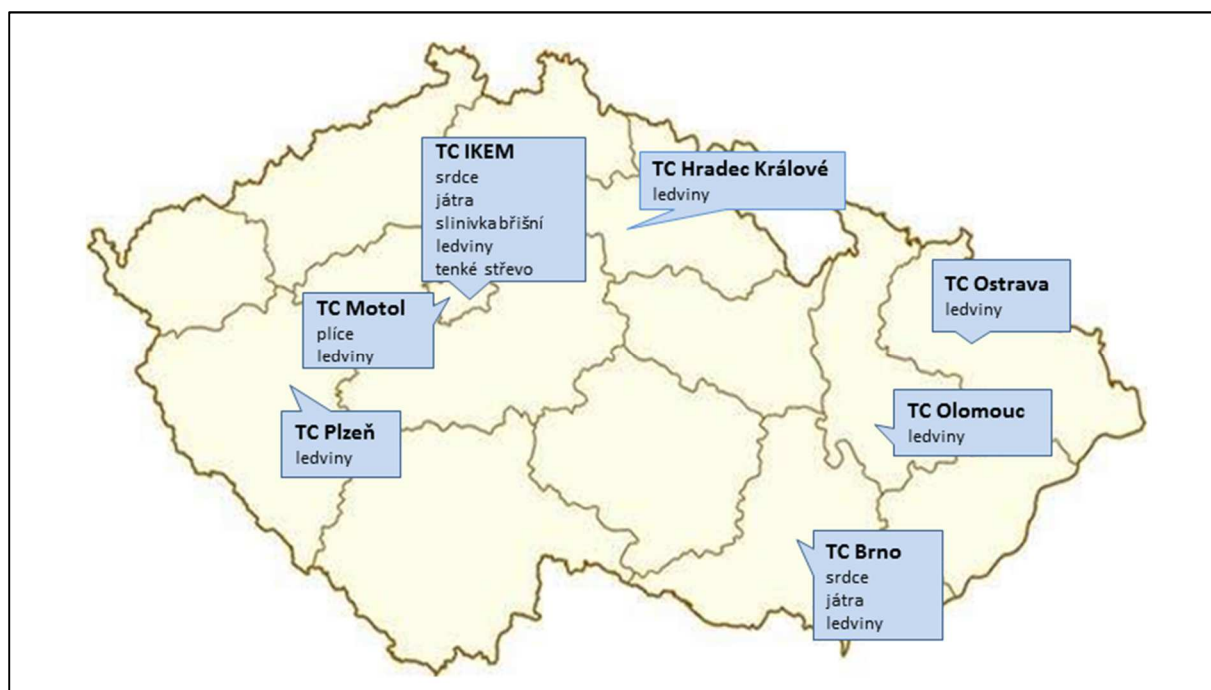 TC IKEM
srdce
játra
slinivka břišní
ledviny
tenké střevo
TC Hradec Králové
ledviny
TC Motol
plíce
ledviny
TC Ostrava
ledviny
TC Plzeň
ledviny
TC Olomouc
ledviny
TC Brno
srdce
játra
ledviny